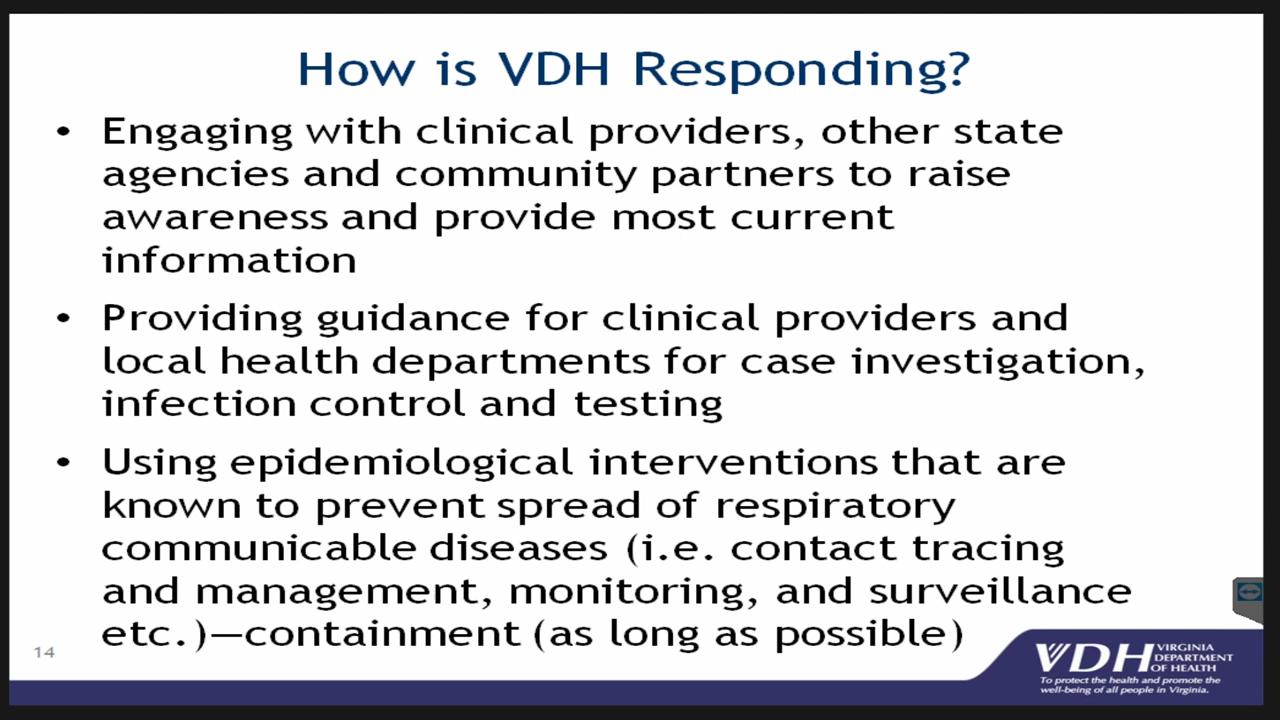 How is VDH Responding?
• Engaging with clinical providers, other state
agencies and community partners to raise
awareness and provide most current
information
• Providing guidance for clinical providers and
local health departments for case investigation,
infection control and testing
• Using epidemiological interventions that are
known to prevent spread of respiratory
communicable diseases (i.e. contact tracing
and management, monitoring, and surveillance
etc.)—containment (as long as possible)
14
VDH VIRGINIA
DEPARTMENT
OF HEALTH
To protect the health and promote the
well-being of all people in Virginia.